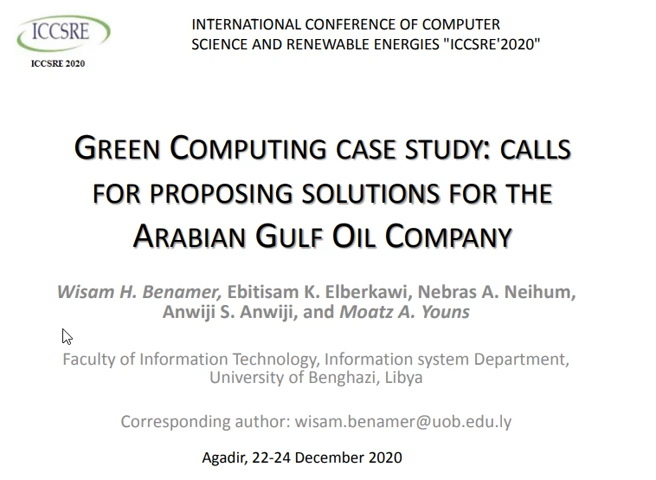 ICCSRE
ICCSRE 2020
INTERNATIONAL CONFERENCE OF COMPUTER
SCIENCE AND RENEWABLE ENERGIES "ICCSRE'2020"
GREEN COMPUTING CASE STUDY: CALLS
FOR PROPOSING SOLUTIONS FOR THE
ARABIAN GULF OIL COMPANY
Wisam H. Benamer, Ebitisam K. Elberkawi, Nebras A. Neihum,
Anwiji S. Anwiji, and Moatz A. Youns
Faculty of Information Technology, Information system Department,
University of Benghazi, Libya
Corresponding author: wisam.benamer@uob.edu.ly
Agadir, 22-24 December 2020